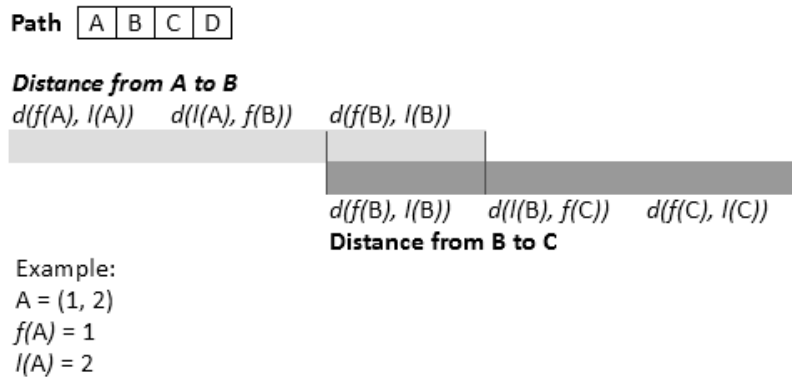 Path A B C D
Distance from A to B
d(f(A), l(A)) d(l(A), f(B)) d(f(B), l(B))
d(f(B), l(B)) d(l(B), f(C)) d(f(C), l(C))
Distance from B to C
Example:
A = (1, 2)
f(A) = 1
l(A) = 2